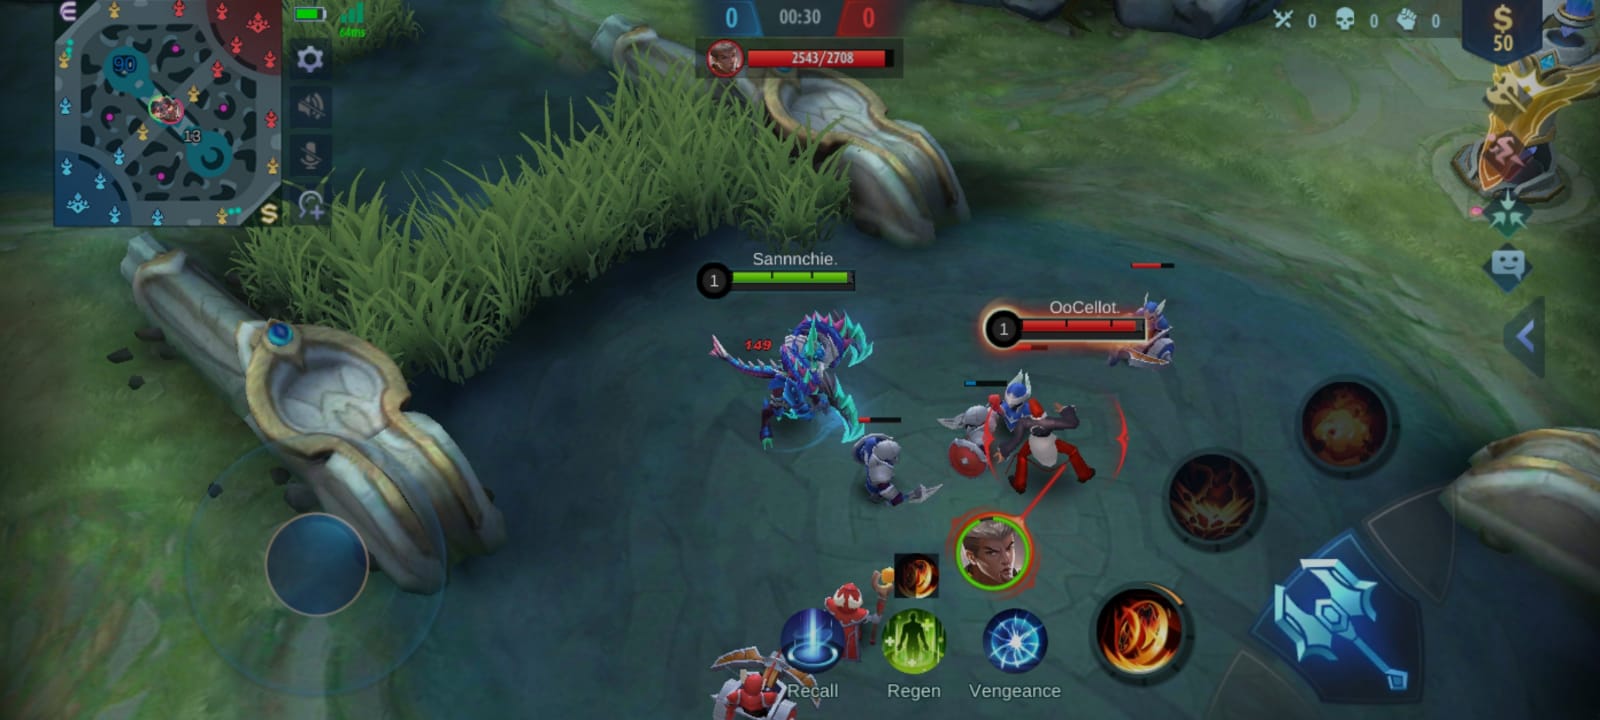 64ms
0 00:30 0
0 0 0
$ 50
2543/2708
90
13
$
Sannnchie.
1
OoCellot.
1
149
Recall Regen Vengeance